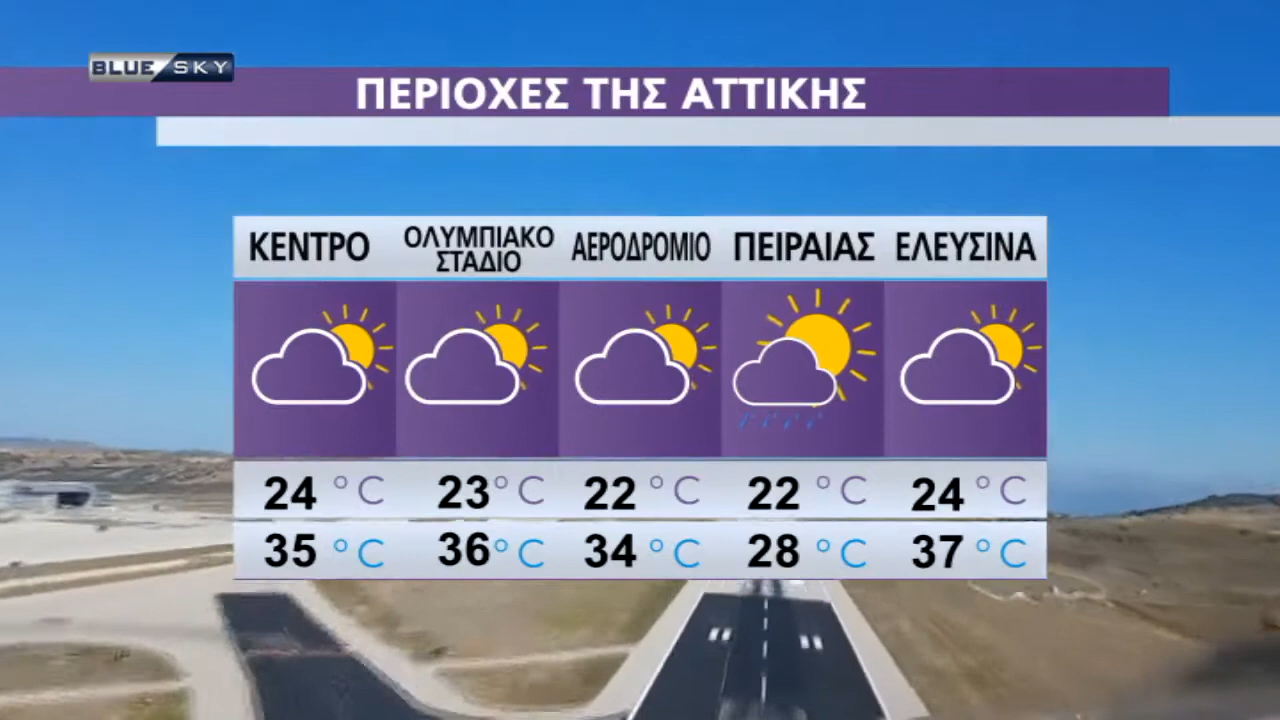 BLUE SKY
ΠΕΡΙΟΧΕΣ ΤΗΣ ΑΤΤΙΚΗΣ
ΚΕΝΤΡΟ ΟΛΥΜΠΙΑΚΟ ΣΤΑΔΙΟ ΑΕΡΟΔΡΟΜΙΟ ΠΕΙΡΑΙΑΣ ΕΛΕΥΣΙΝΑ
24 °C 23 °C 22 °C 22 °C 24 °C
35 °C 36 °C 34 °C 28 °C 37 °C